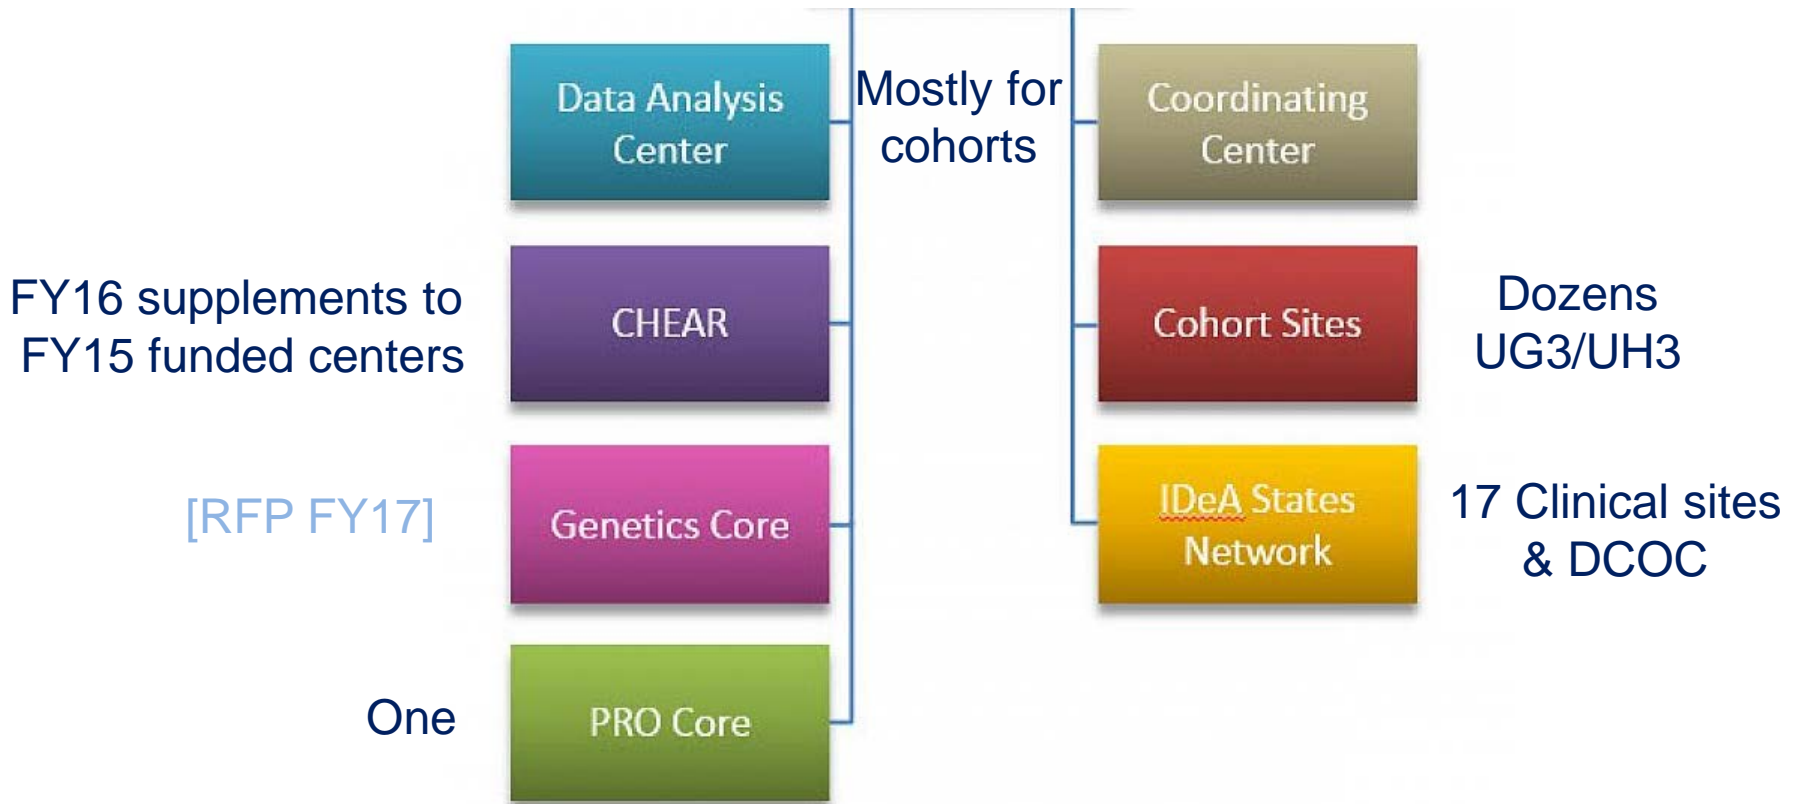 Data Analysis
Center
Mostly for
cohorts
Coordinating
Center
FY16 supplements to
FY15 funded centers
CHEAR
Cohort Sites
Dozens
UG3/UH3
[RFP FY17]
Genetics Core
IDeA States
Network
17 Clinical sites
& DCOC
One
PRO Core